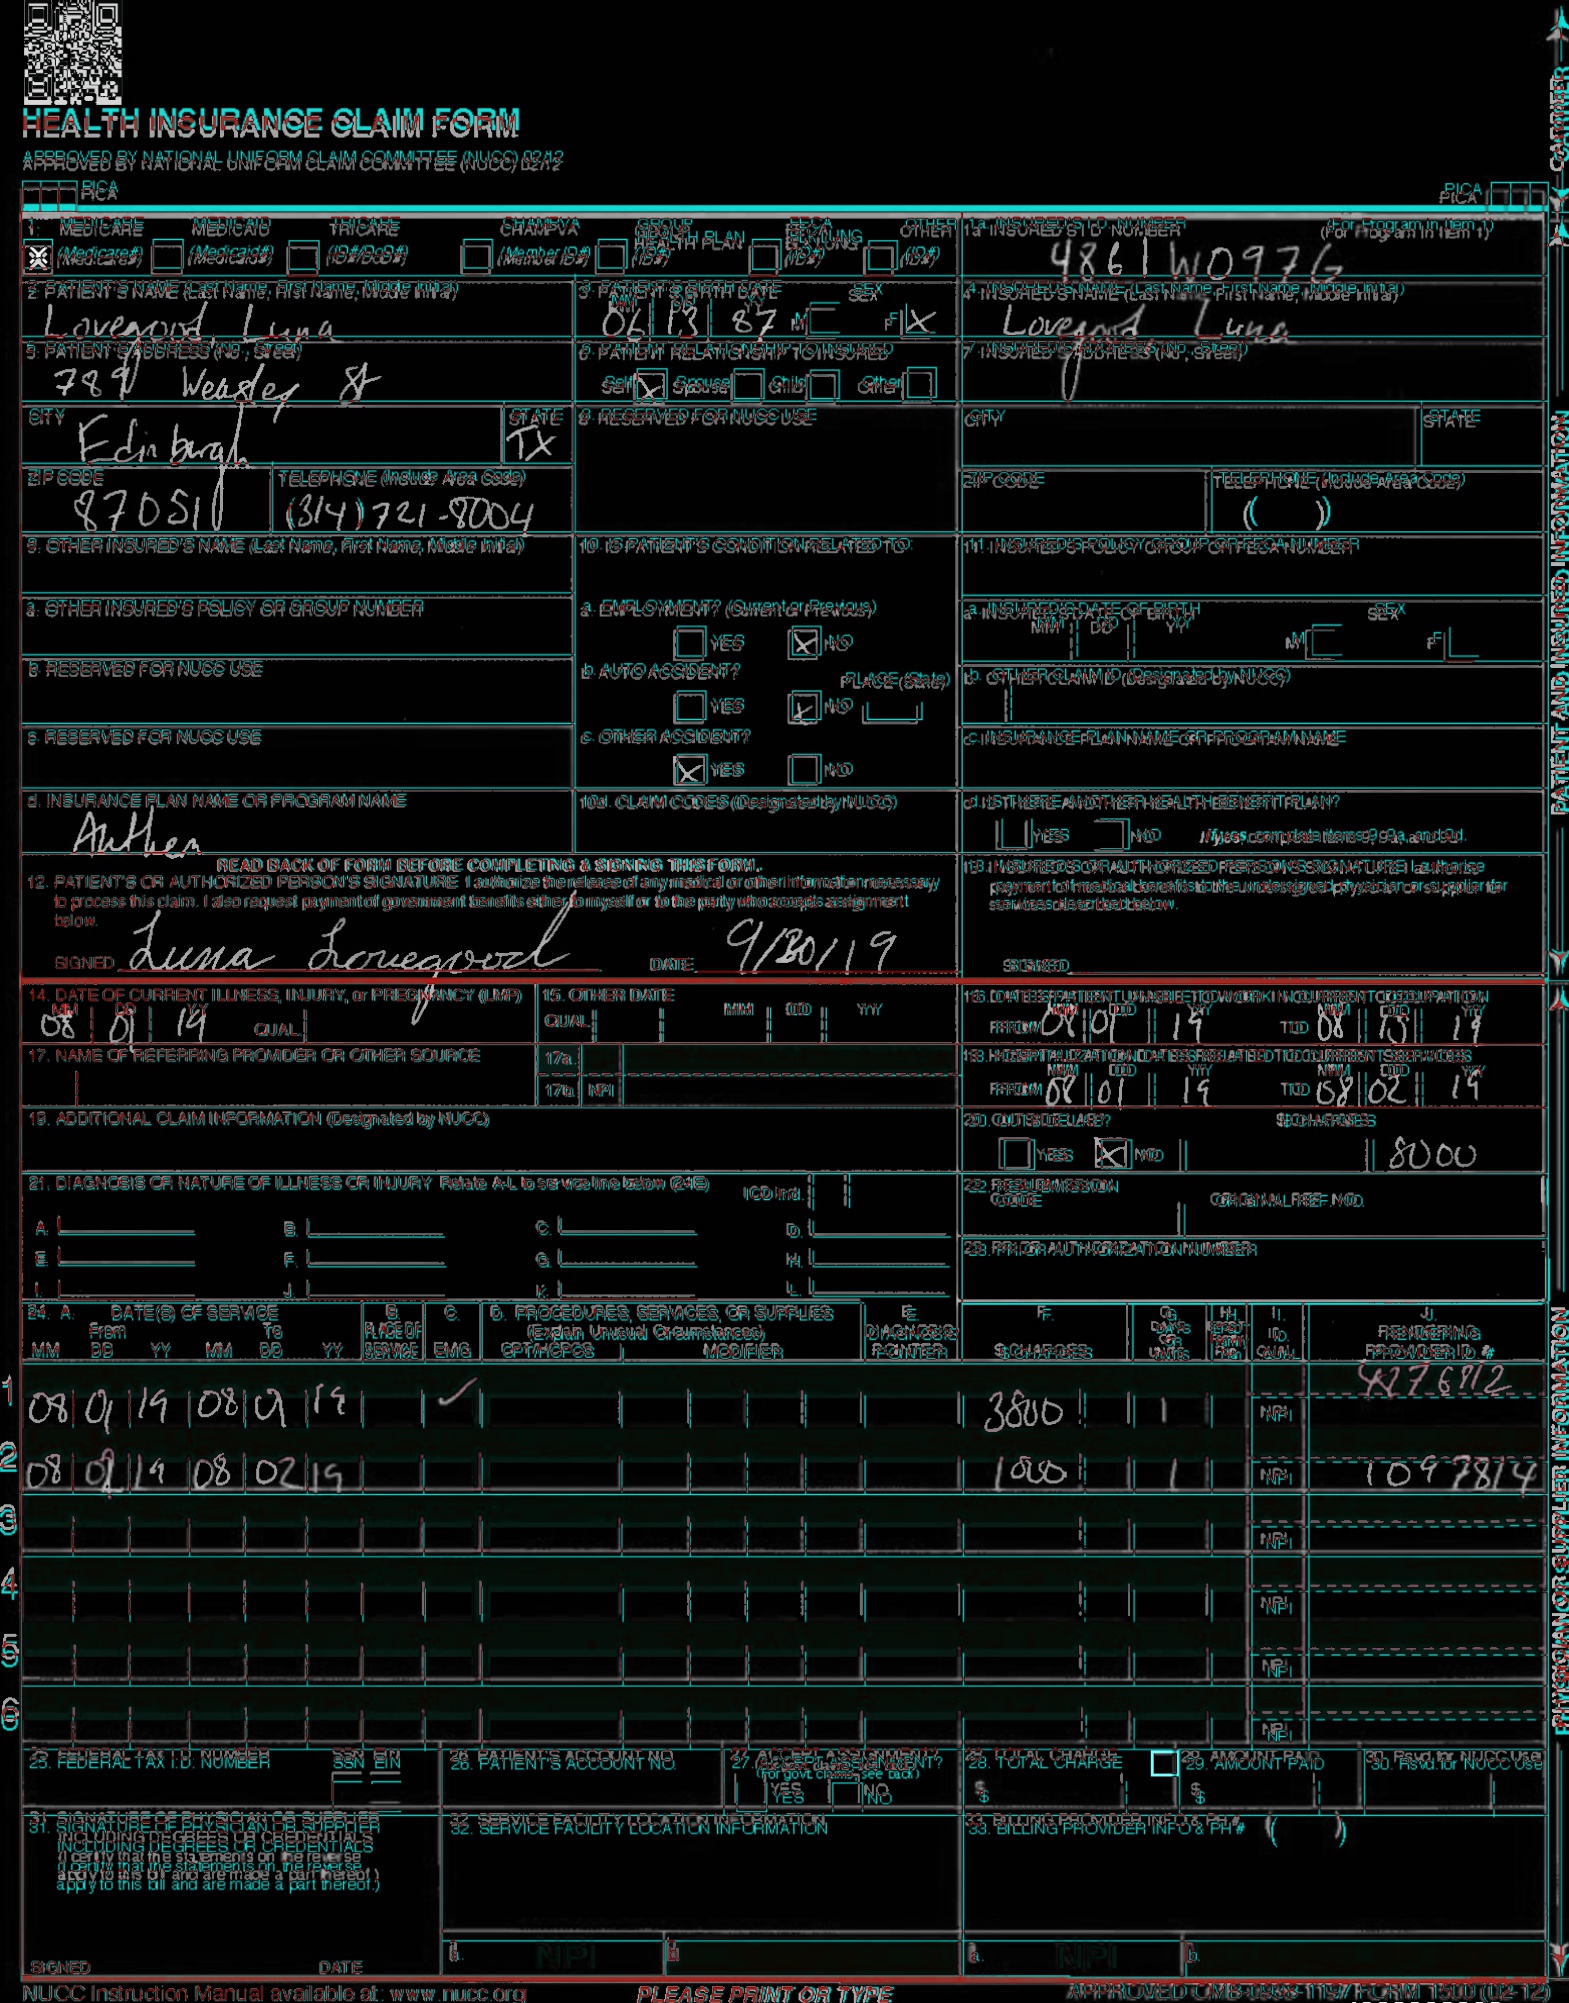 HEALTH INSURANCE CLAIM FORM
APPROVED BY NATIONAL UNIFORM CLAIM COMMITTEE (NUCC) 02/12
PICA PICA
CARRIER
1. MEDICARE MEDICAID TRICARE CHAMPVA GROUP HEALTH PLAN FECA BLK LUNG OTHER 1a. INSURED'S I.D. NUMBER (For Program in Item 1)
(Medicare#) (Medicaid#) (ID#/DoD#) (Member ID#) (ID#) (ID#) (ID#) 4861W097G
2. PATIENT'S NAME (Last Name, First Name, Middle Initial) 3. PATIENT'S BIRTH DATE SEX 4. INSURED'S NAME (Last Name, First Name, Middle Initial)
MM DD YY
Lovegood, Luna 06 13 87 M F X Lovegood Luna
5. PATIENT'S ADDRESS (No., Street) 6. PATIENT RELATIONSHIP TO INSURED 7. INSURED'S ADDRESS (No., Street)
789 Weasley St Self X Spouse Child Other
CITY STATE 8. RESERVED FOR NUCC USE CITY STATE
Edinburgh TX
ZIP CODE TELEPHONE (Include Area Code) ZIP CODE TELEPHONE (Include Area Code)
87051 (314) 721-8004 ( )
9. OTHER INSURED'S NAME (Last Name, First Name, Middle Initial) 10. IS PATIENT'S CONDITION RELATED TO: 11. INSURED'S POLICY GROUP OR FECA NUMBER
a. OTHER INSURED'S POLICY OR GROUP NUMBER a. EMPLOYMENT? (Current or Previous) a. INSURED'S DATE OF BIRTH SEX
MM DD YY
YES X NO M F
b. RESERVED FOR NUCC USE b. AUTO ACCIDENT? PLACE (State) b. OTHER CLAIM ID (Designated by NUCC)
YES X NO
c. RESERVED FOR NUCC USE c. OTHER ACCIDENT? c. INSURANCE PLAN NAME OR PROGRAM NAME
X YES NO
d. INSURANCE PLAN NAME OR PROGRAM NAME 10d. CLAIM CODES (Designated by NUCC) d. IS THERE ANOTHER HEALTH BENEFIT PLAN?
Anthem YES NO If yes, complete items 9, 9a, and 9d.
PATIENT AND INSURED INFORMATION
READ BACK OF FORM BEFORE COMPLETING & SIGNING THIS FORM.
12. PATIENT'S OR AUTHORIZED PERSON'S SIGNATURE I authorize the release of any medical or other information necessary
to process this claim. I also request payment of government benefits either to myself or to the party who accepts assignment
below.
SIGNED Luna Lovegood DATE 9/30/19
13. INSURED'S OR AUTHORIZED PERSON'S SIGNATURE I authorize
payment of medical benefits to the undersigned physician or supplier for
services described below.
SIGNED
14. DATE OF CURRENT ILLNESS, INJURY, or PREGNANCY (LMP) 15. OTHER DATE 16. DATES PATIENT UNABLE TO WORK IN CURRENT OCCUPATION
MM DD YY MM DD YY MM DD YY MM DD YY
08 01 19 QUAL. QUAL. FROM 08 01 19 TO 08 15 19
17. NAME OF REFERRING PROVIDER OR OTHER SOURCE 17a. 18. HOSPITALIZATION DATES RELATED TO CURRENT SERVICES
MM DD YY MM DD YY
17b. NPI FROM 08 01 19 TO 08 02 19
19. ADDITIONAL CLAIM INFORMATION (Designated by NUCC) 20. OUTSIDE LAB? $ CHARGES
YES X NO 8000
21. DIAGNOSIS OR NATURE OF ILLNESS OR INJURY Relate A-L to service line below (24E) ICD Ind. 22. RESUBMISSION CODE ORIGINAL REF. NO.
A. B. C. D.
E. F. G. H. 23. PRIOR AUTHORIZATION NUMBER
I. J. K. L.
24. A. DATE(S) OF SERVICE B. C. D. PROCEDURES, SERVICES, OR SUPPLIES E. F. G. H. I. J.
From To PLACE OF (Explain Unusual Circumstances) DIAGNOSIS DAYS OR ID. RENDERING
MM DD YY MM DD YY SERVICE EMG CPT/HCPCS MODIFIER POINTER $ CHARGES UNITS QUAL. PROVIDER ID. #
1 08 01 19 08 01 19 ✓ 3800 1 NPI
2 08 02 19 08 02 19 1000 1 NPI 1097814
3 NPI
4 NPI
5 NPI
6 NPI
PHYSICIAN OR SUPPLIER INFORMATION
25. FEDERAL TAX I.D. NUMBER SSN EIN 26. PATIENT'S ACCOUNT NO. 27. ACCEPT ASSIGNMENT? 28. TOTAL CHARGE 29. AMOUNT PAID 30. Rsvd. for NUCC Use
(For govt. claims, see back)
YES NO $ $
31. SIGNATURE OF PHYSICIAN OR SUPPLIER 32. SERVICE FACILITY LOCATION INFORMATION 33. BILLING PROVIDER INFO & PH # ( )
INCLUDING DEGREES OR CREDENTIALS
(I certify that the statements on the reverse
apply to this bill and are made a part thereof.)
SIGNED DATE a. NPI b. a. NPI b.
NUCC Instruction Manual available at: www.nucc.org PLEASE PRINT OR TYPE APPROVED OMB-0938-1197 FORM 1500 (02-12)